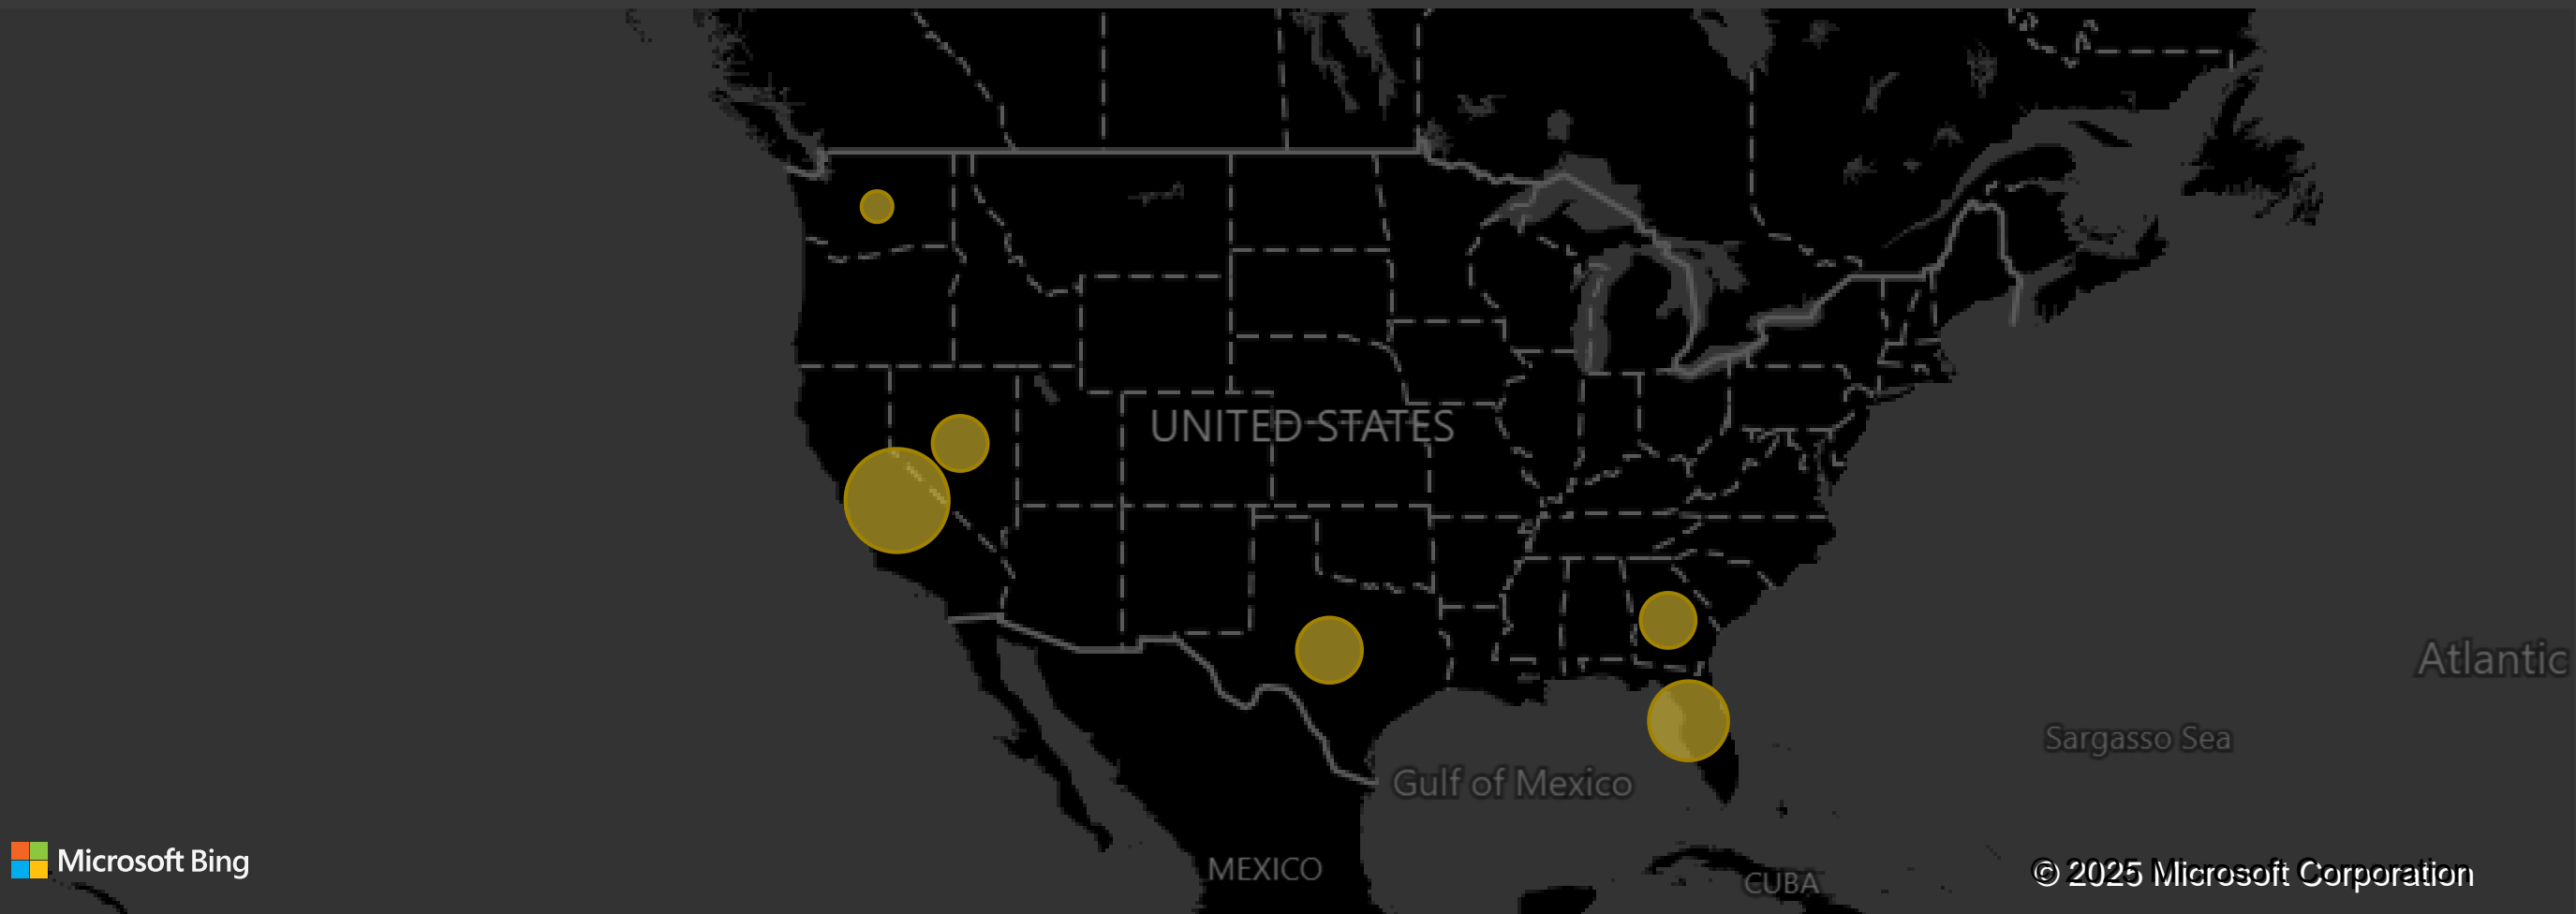 UNITED STATES
Atlantic
Sargasso Sea
Gulf of Mexico
Microsoft Bing
MEXICO
CUBA
© 2025 Microsoft Corporation